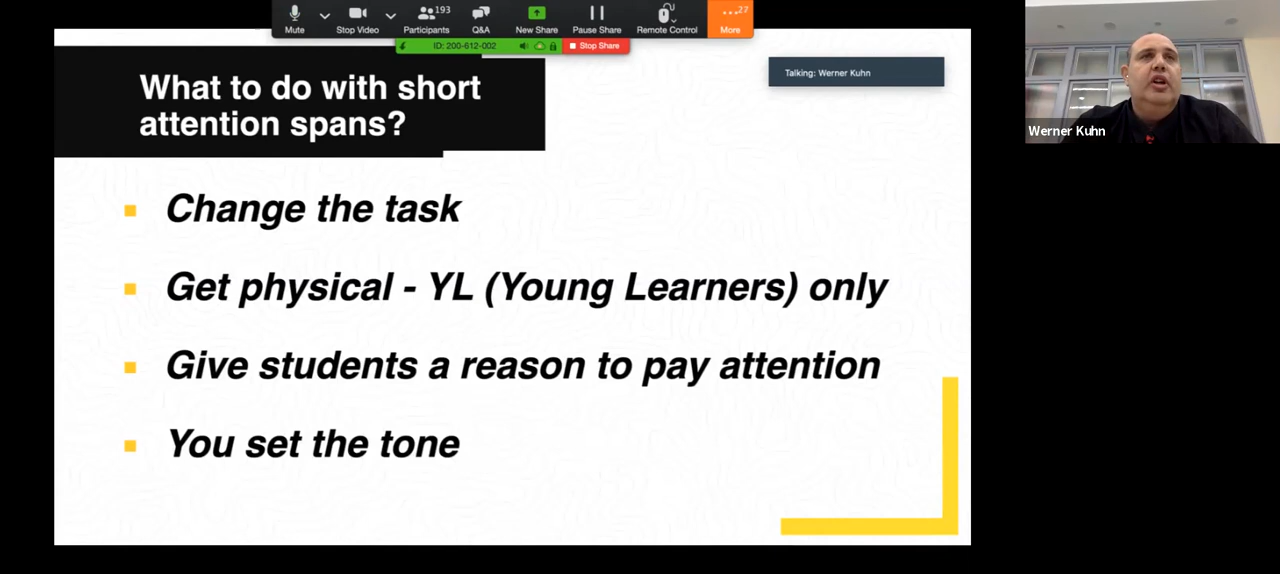 193
27
Mute
Stop Video
Participants
Q&A
New Share
Pause Share
Remote Control
More
ID: 200-612-002
Stop Share
What to do with short
attention spans?
Talking: Werner Kuhn
Werner Kuhn
Change the task
Get physical - YL (Young Learners) only
Give students a reason to pay attention
You set the tone